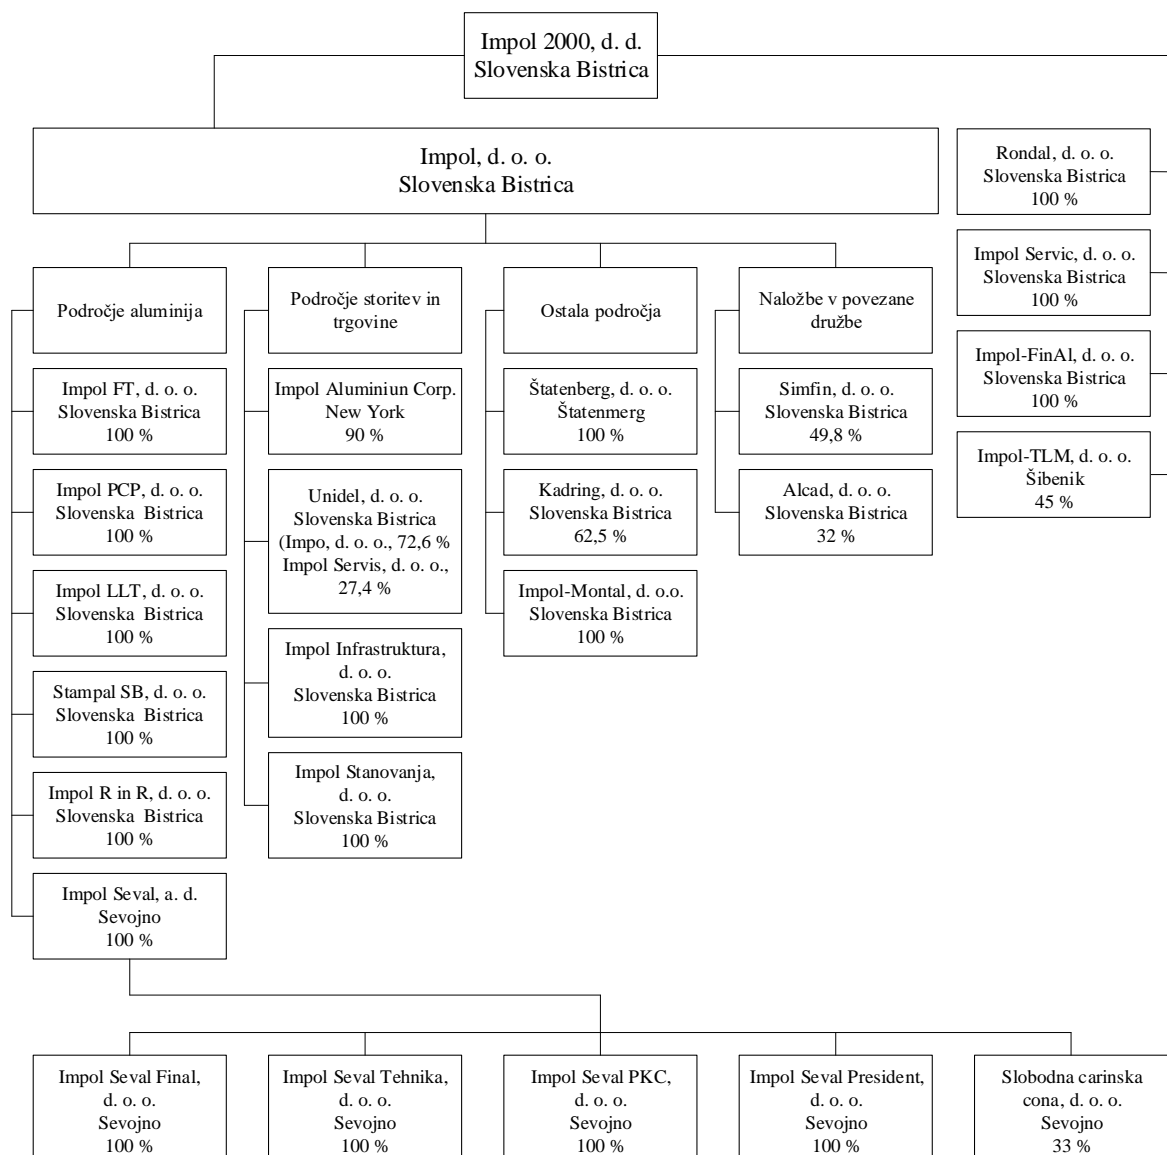 Impol 2000, d. d.
Slovenska Bistrica
Impol, d. o. o.
Slovenska Bistrica
Rondal, d. o. o.
Slovenska Bistrica
100 %
Impol Servic, d. o. o.
Slovenska Bistrica
100 %
Impol-FinAl, d. o. o.
Slovenska Bistrica
100 %
Impol-TLM, d. o. o.
Šibenik
45 %
Področje aluminija
Impol FT, d. o. o.
Slovenska Bistrica
100 %
Impol PCP, d. o. o.
Slovenska Bistrica
100 %
Impol LLT, d. o. o.
Slovenska Bistrica
100 %
Stampal SB, d. o. o.
Slovenska Bistrica
100 %
Impol R in R, d. o. o.
Slovenska Bistrica
100 %
Impol Seval, a. d.
Sevojno
100 %
Področje storitev in
trgovine
Impol Aluminiun Corp.
New York
90 %
Unidel, d. o. o.
Slovenska Bistrica
(Impo, d. o. o., 72,6 %
Impol Servis, d. o. o.,
27,4 %
Impol Infrastruktura,
d. o. o.
Slovenska Bistrica
100 %
Impol Stanovanja,
d. o. o.
Slovenska Bistrica
100 %
Ostala področja
Štatenberg, d. o. o.
Štatenmerg
100 %
Kadring, d. o. o.
Slovenska Bistrica
62,5 %
Impol-Montal, d. o.o.
Slovenska Bistrica
100 %
Naložbe v povezane
družbe
Simfin, d. o. o.
Slovenska Bistrica
49,8 %
Alcad, d. o. o.
Slovenska Bistrica
32 %
Impol Seval Final,
d. o. o.
Sevojno
100 %
Impol Seval Tehnika,
d. o. o.
Sevojno
100 %
Impol Seval PKC,
d. o. o.
Sevojno
100 %
Impol Seval President,
d. o. o.
Sevojno
100 %
Slobodna carinska
cona, d. o. o.
Sevojno
33 %